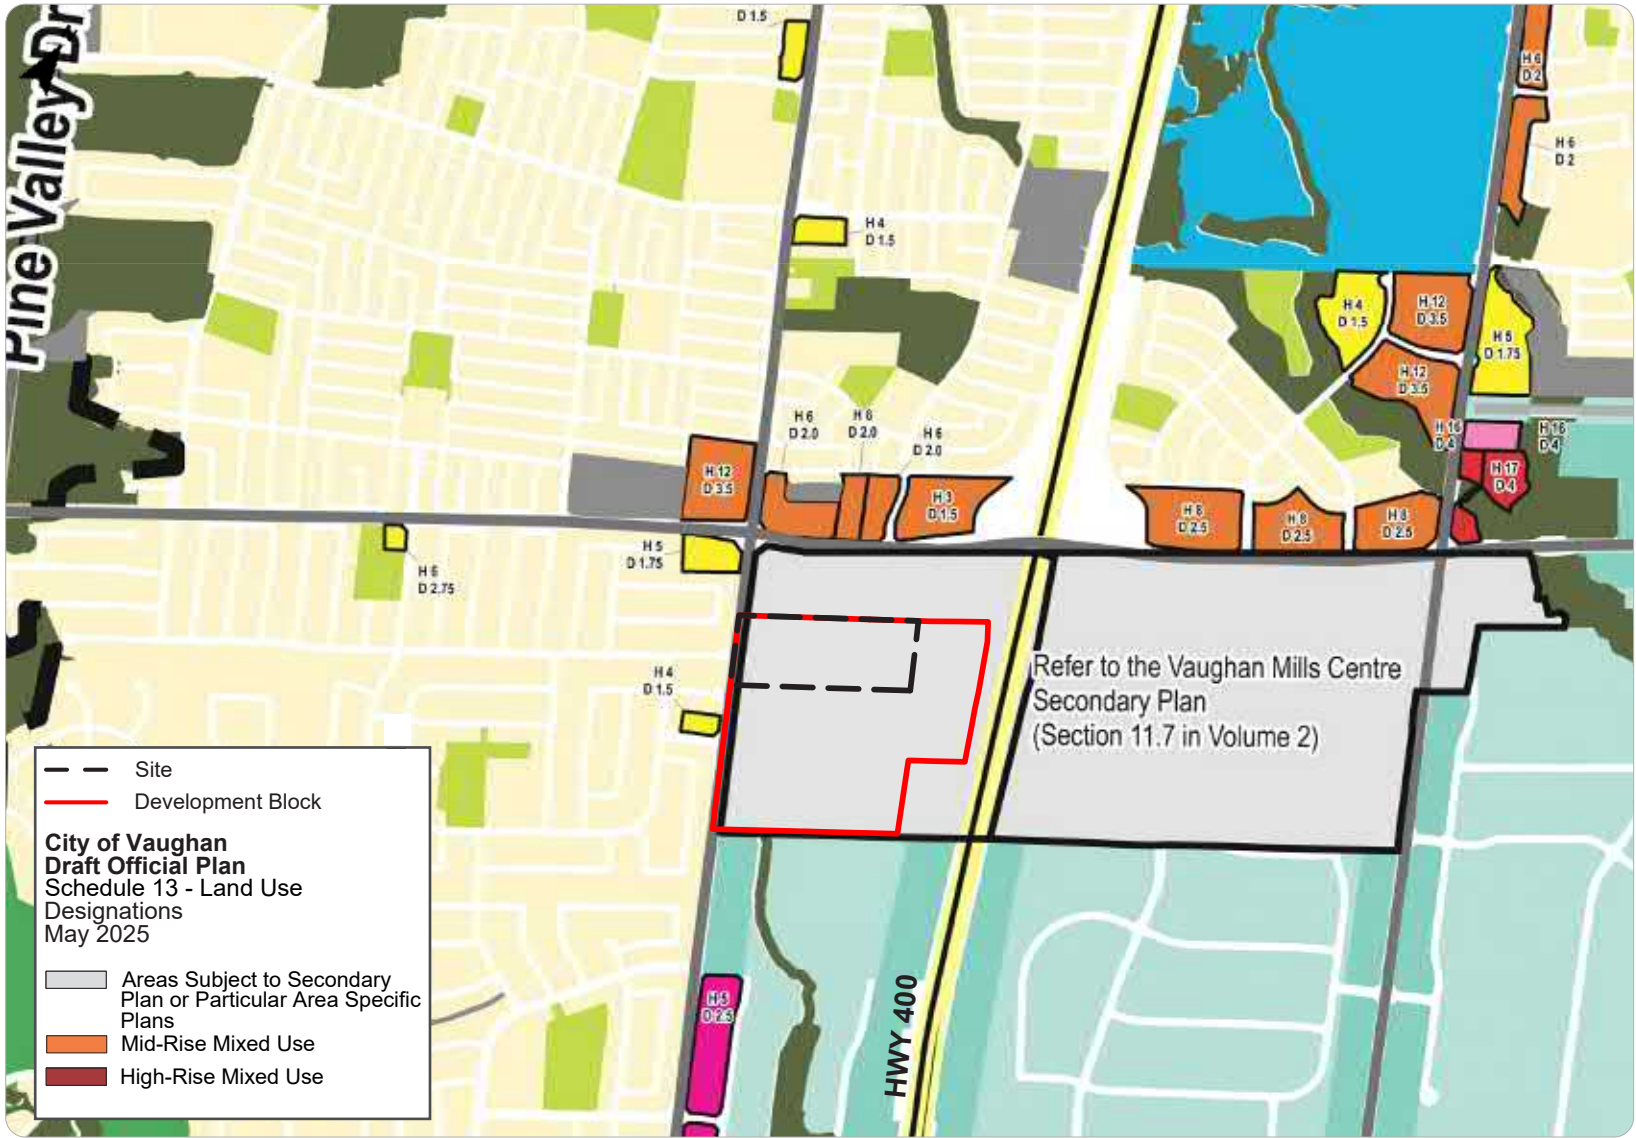 Pine Valley Dr
D 1.5
H 6
D 2
H 6
D 2
H 4
D 1.5
H 4
D 1.5
H 12
D 3.5
H 5
D 1.75
H 12
D 3.5
H 6
D 2.0
H 6
D 2.0
H 6
D 2.0
H 16
D 4
H 16
D 4
H 12
D 3.5
H 3
D 1.5
H 17
D 4
H 8
D 2.5
H 8
D 2.5
H 8
D 2.5
H 5
D 1.75
H 6
D 2.75
H 4
D 1.5
Refer to the Vaughan Mills Centre
Secondary Plan
(Section 11.7 in Volume 2)
HWY 400
H 5
D 2.5
Site
Development Block
City of Vaughan
Draft Official Plan
Schedule 13 - Land Use
Designations
May 2025
Areas Subject to Secondary
Plan or Particular Area Specific
Plans
Mid-Rise Mixed Use
High-Rise Mixed Use